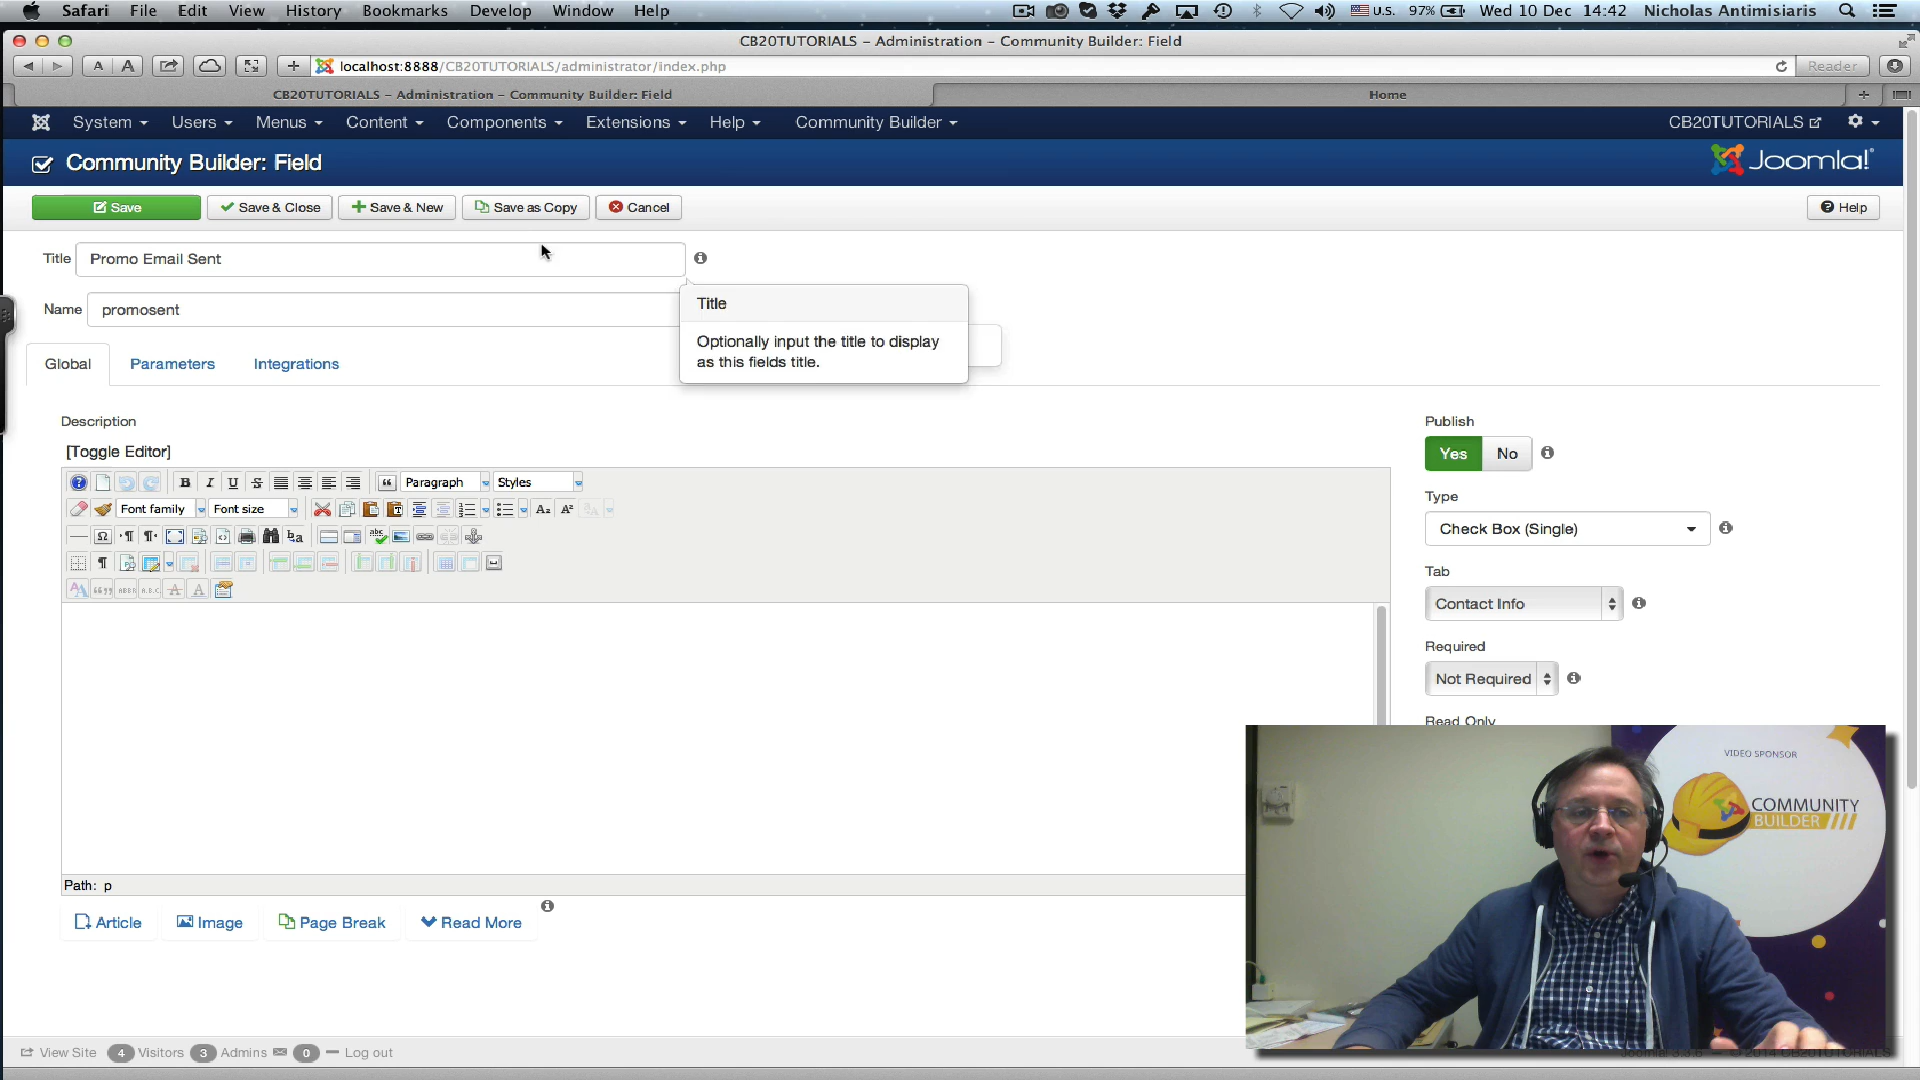 Safari File Edit View History Bookmarks Develop Window Help U.S. 97% Wed 10 Dec 14:42 Nicholas Antimisiaris
CB20TUTORIALS – Administration – Community Builder: Field
A A + localhost:8888/CB20TUTORIALS/administrator/index.php Reader
CB20TUTORIALS – Administration – Community Builder: Field Home +
System Users Menus Content Components Extensions Help Community Builder CB20TUTORIALS
Community Builder: Field Joomla!
Save Save & Close Save & New Save as Copy Cancel Help
Title Promo Email Sent
Name promosent
Title
Optionally input the title to display
as this fields title.
Global Parameters Integrations
Description
[Toggle Editor]
Paragraph Styles
Font family Font size
Path: p
Article Image Page Break Read More
Publish
Yes No
Type
Check Box (Single)
Tab
Contact Info
Required
Not Required
Read Only
VIDEO SPONSOR
COMMUNITY
BUILDER
View Site 4 Visitors 3 Admins 0 Log out
Joomla! 3.3.6 — © 2014 CB20TUTORIALS